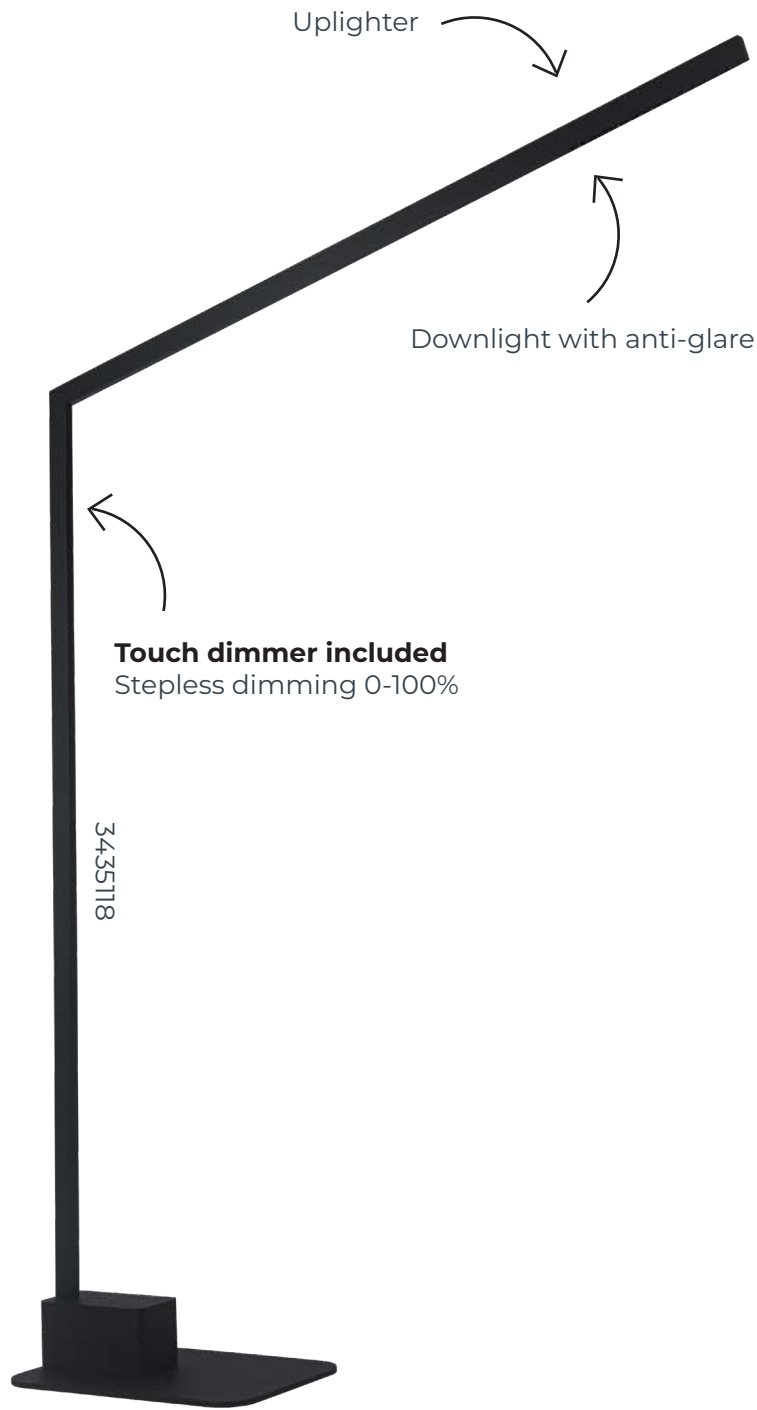 Uplighter
Downlight with anti-glare
Touch dimmer included
Stepless dimming 0-100%
3435118